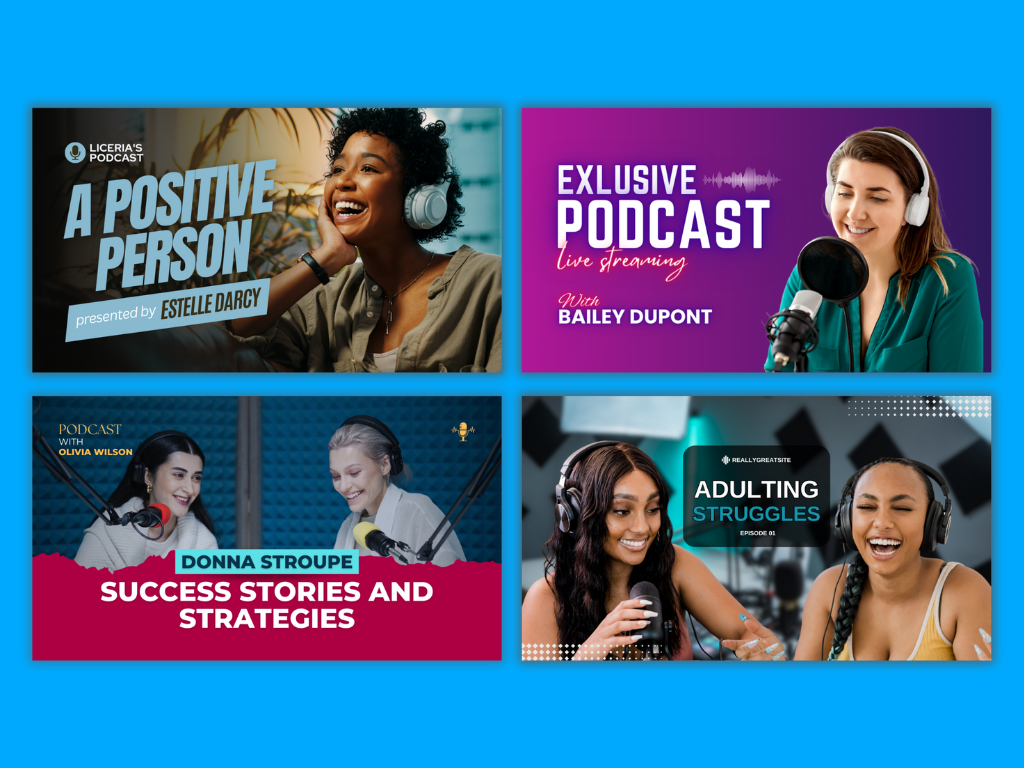 LICERIA'S
PODCAST
A POSITIVE
PERSON
presented by ESTELLE DARCY
EXLUSIVE
PODCAST
live streaming
With
BAILEY DUPONT
PODCAST
WITH
OLIVIA WILSON
DONNA STROUPE
SUCCESS STORIES AND
STRATEGIES
REALLYGREATSITE
ADULTING
STRUGGLES
EPISODE 01